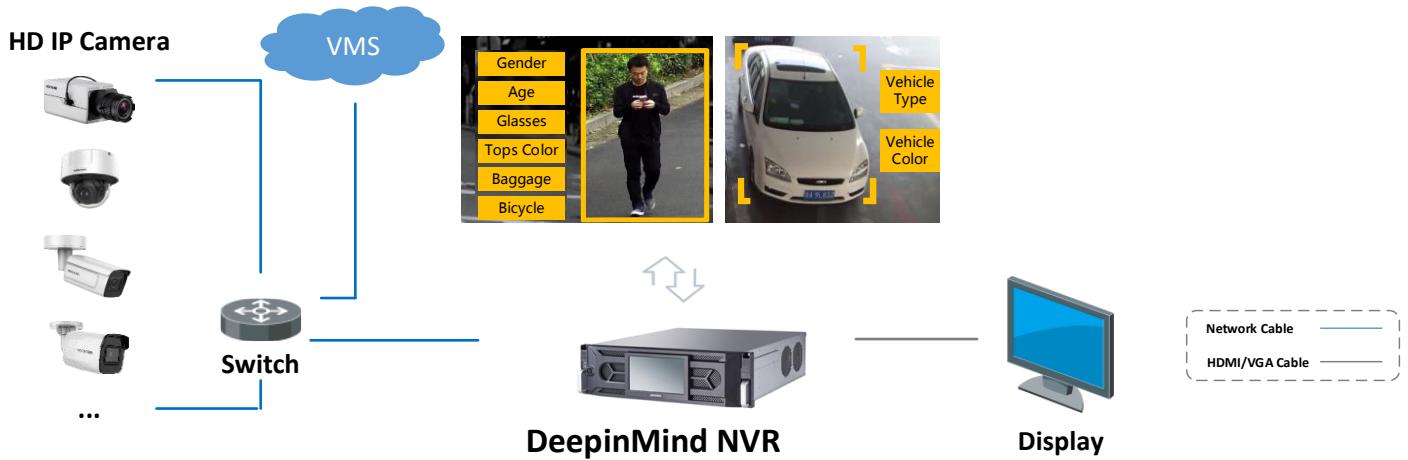 HD IP Camera
VMS
Gender
Age
Glasses
Tops Color
Baggage
Bicycle
Vehicle
Type
Vehicle
Color
Switch
...
DeepinMind NVR
Display
Network Cable
HDMI/VGA Cable